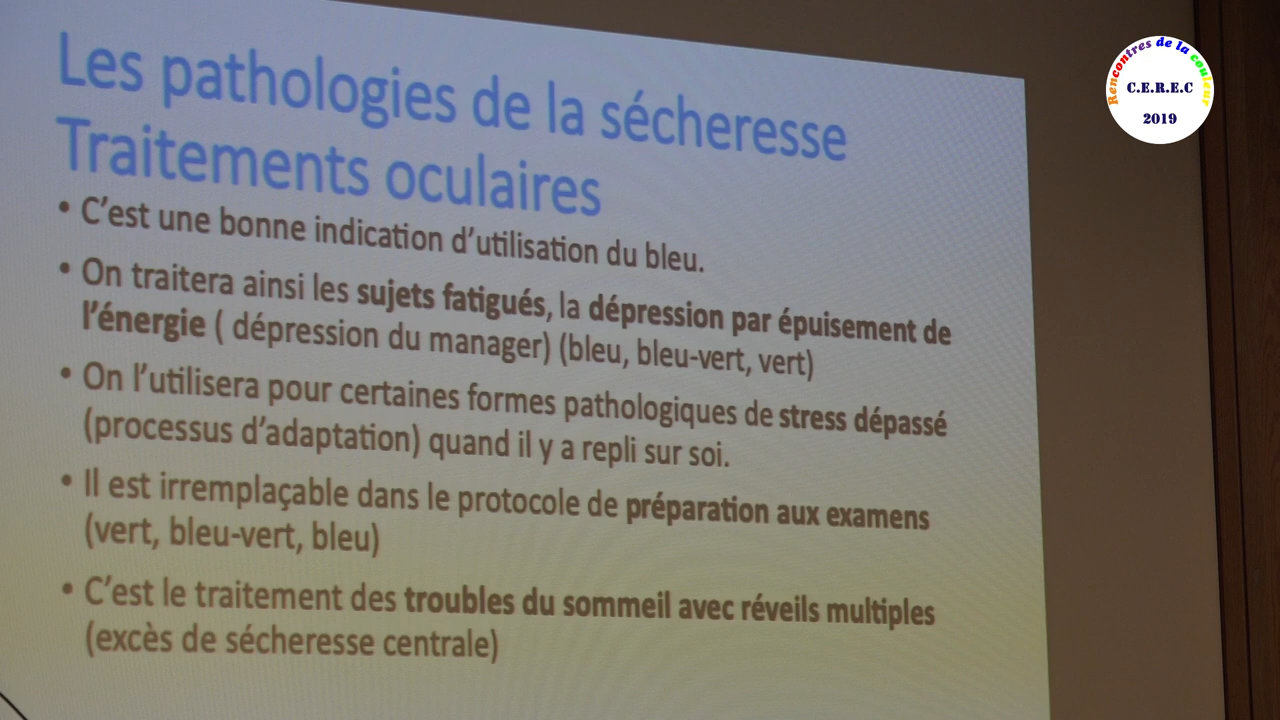 Les pathologies de la sécheresse
Traitements oculaires
• C'est une bonne indication d'utilisation du bleu.
• On traitera ainsi les sujets fatigués, la dépression par épuisement de
l'énergie ( dépression du manager) (bleu, bleu-vert, vert)
• On l'utilisera pour certaines formes pathologiques de stress dépassé
(processus d'adaptation) quand il y a repli sur soi.
• Il est irremplaçable dans le protocole de préparation aux examens
(vert, bleu-vert, bleu)
• C'est le traitement des troubles du sommeil avec réveils multiples
(excès de sécheresse centrale)
Rencontres de la couleur
C.E.R.E.C
2019